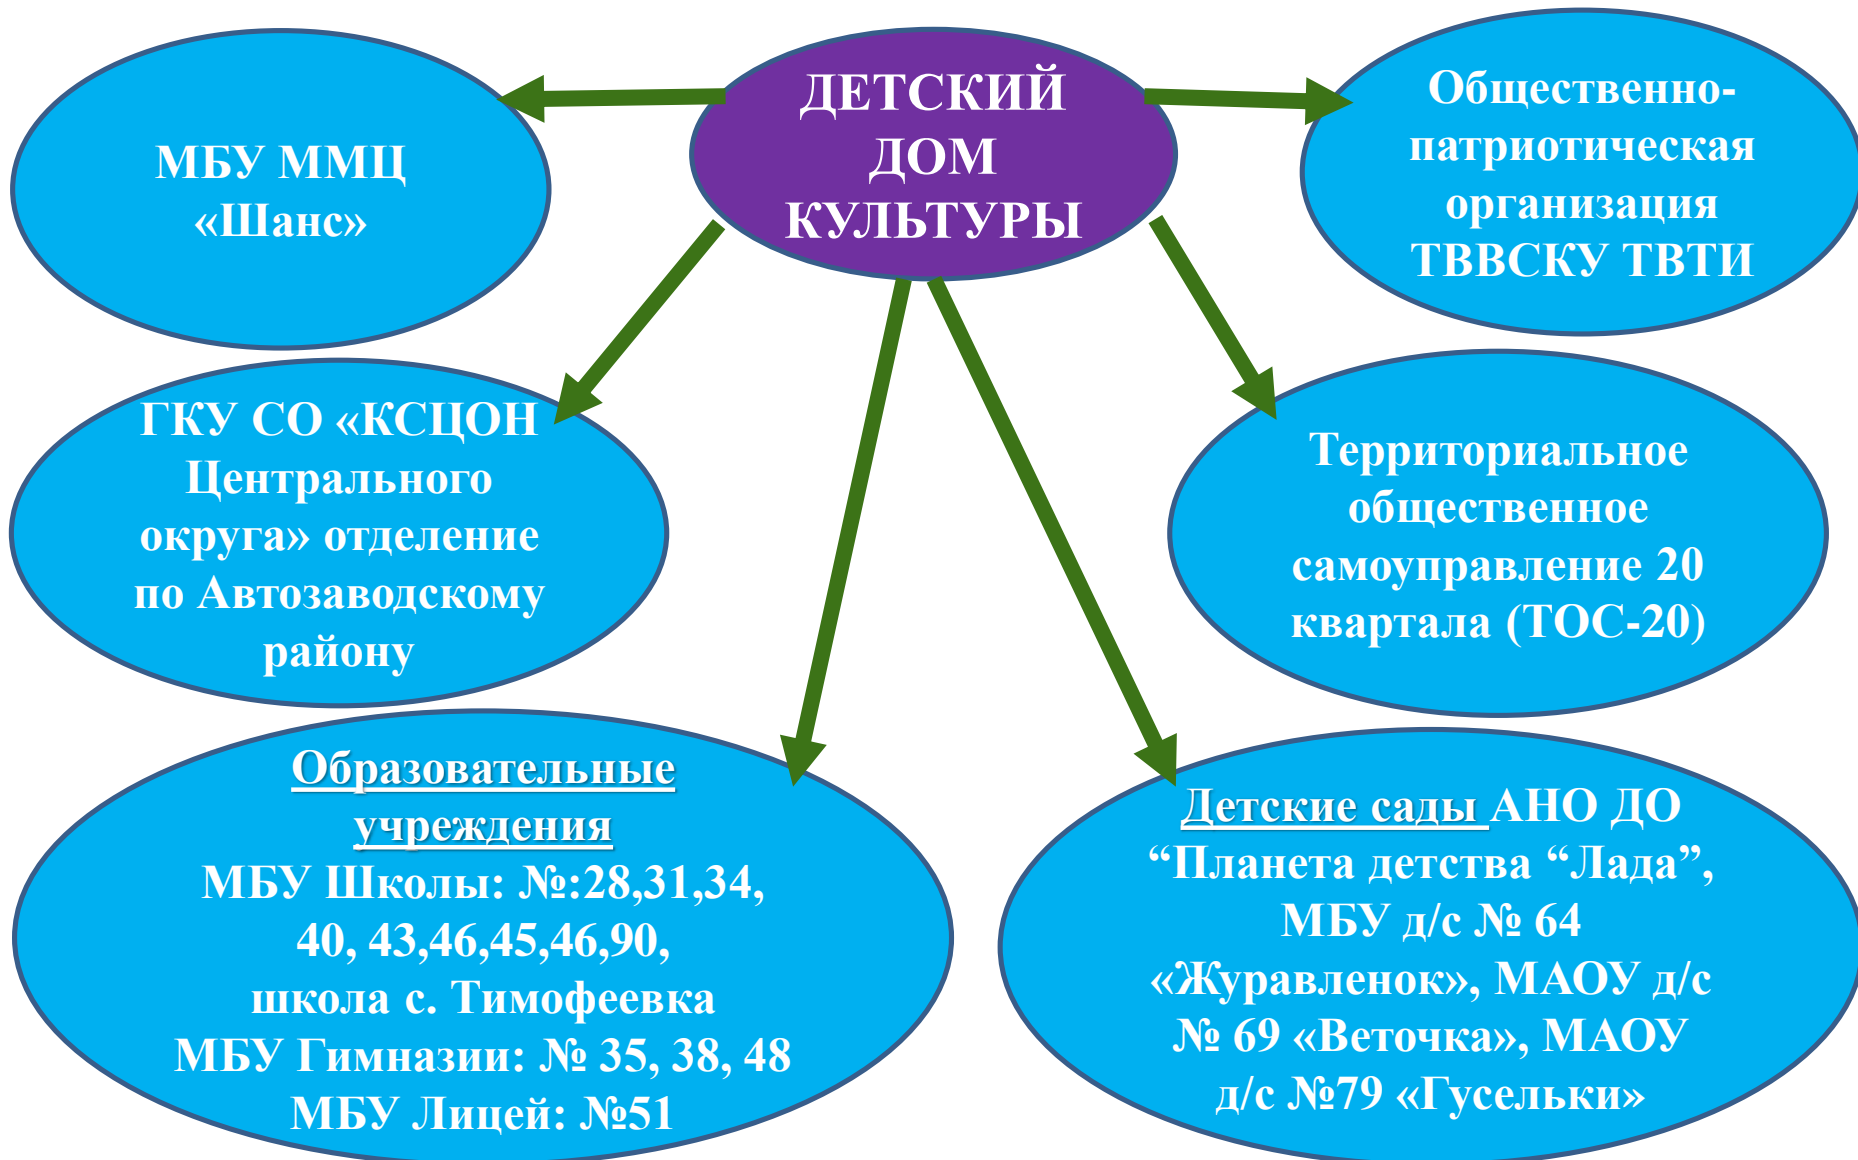 ДЕТСКИЙ
ДОМ
КУЛЬТУРЫ
МБУ ММЦ
«Шанс»
Общественно-
патриотическая
организация
ТВВСКУ ТВТИ
ГКУ СО «КСЦОН
Центрального
округа» отделение
по Автозаводскому
району
Территориальное
общественное
самоуправление 20
квартала (ТОС-20)
Образовательные
учреждения
МБУ Школы: №:28,31,34,
40, 43,46,45,46,90,
школа с. Тимофеевка
МБУ Гимназии: № 35, 38, 48
МБУ Лицей: №51
Детские сады АНО ДО
“Планета детства “Лада”,
МБУ д/с № 64
«Журавленок», МАОУ д/с
№ 69 «Веточка», МАОУ
д/с №79 «Гусельки»